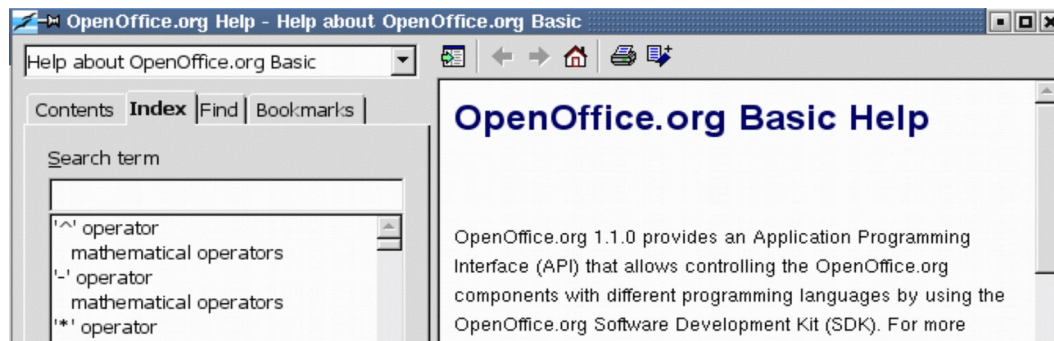 OpenOffice.org Help - Help about OpenOffice.org Basic
Help about OpenOffice.org Basic
Contents Index Find Bookmarks
Search term
'^' operator
mathematical operators
'-' operator
mathematical operators
'*' operator
OpenOffice.org Basic Help
OpenOffice.org 1.1.0 provides an Application Programming
Interface (API) that allows controlling the OpenOffice.org
components with different programming languages by using the
OpenOffice.org Software Development Kit (SDK). For more